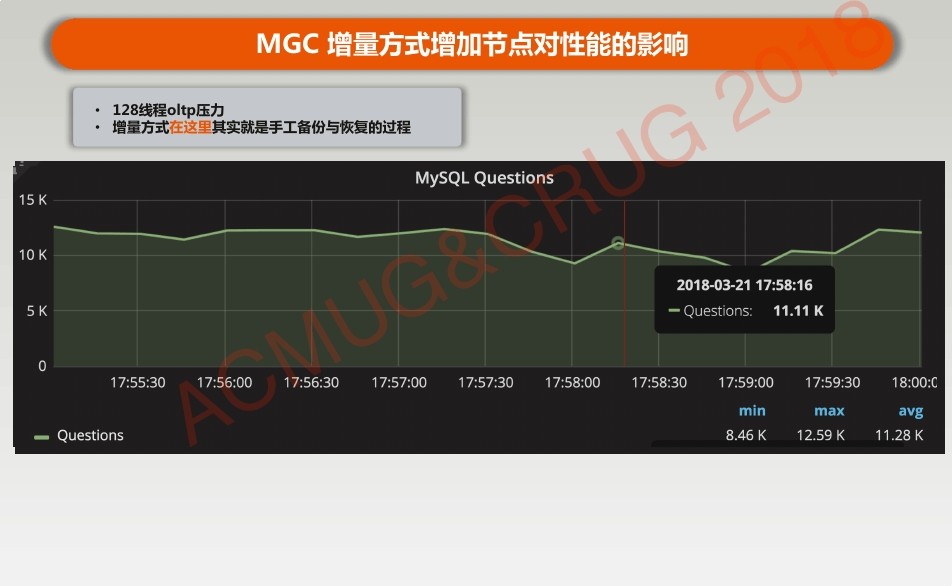 MGC 增量方式增加节点对性能的影响
• 128线程oltp压力
• 增量方式在这里其实就是手工备份与恢复的过程
MySQL Questions
15 K
10 K
5 K
0
2018-03-21 17:58:16
Questions: 11.11 K
17:55:30 17:56:00 17:56:30 17:57:00 17:57:30 17:58:00 17:58:30 17:59:00 17:59:30 18:00:0
min max avg
Questions 8.46 K 12.59 K 11.28 K
ACMUG&CRUG 2018